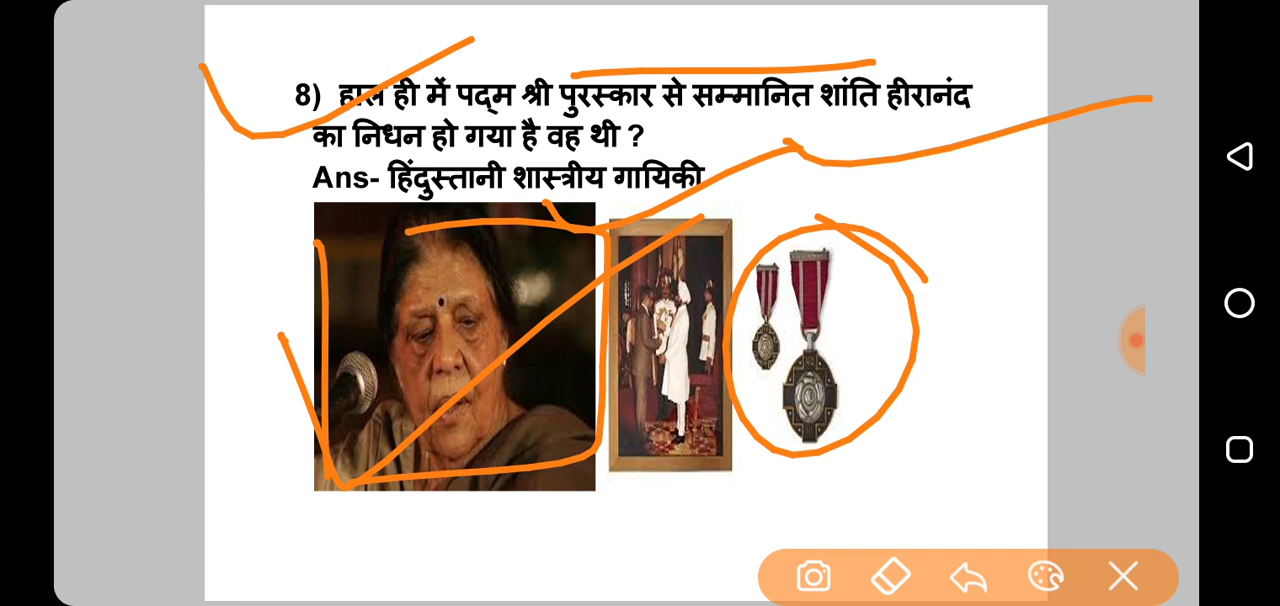 8) हाल ही में पद्म श्री पुरस्कार से सम्मानित शांति हीरानंद
का निधन हो गया है वह थी ?
Ans- हिंदुस्तानी शास्त्रीय गायिकी